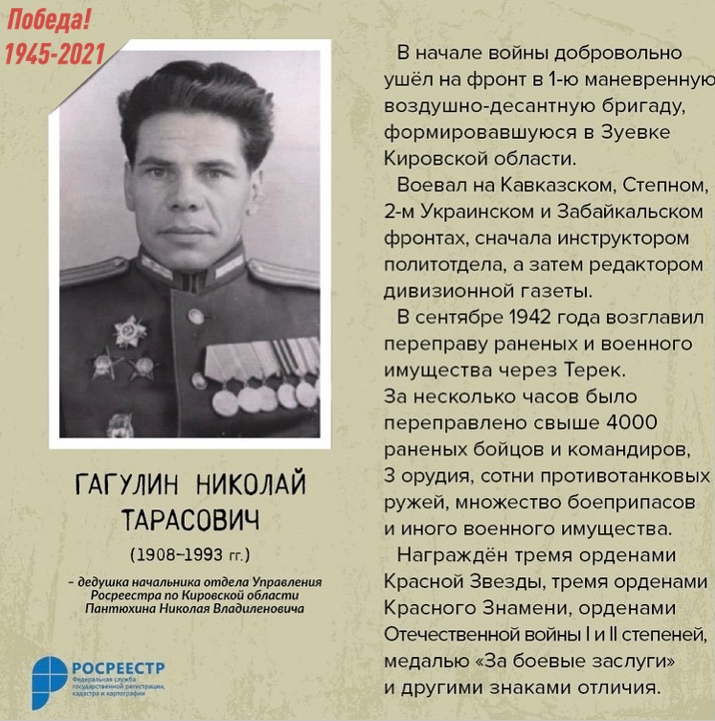 Победа!
1945-2021
В начале войны добровольно
ушёл на фронт в 1-ю маневренную
воздушно-десантную бригаду,
формировавшуюся в Зуевке
Кировской области.
Воевал на Кавказском, Степном,
2-м Украинском и Забайкальском
фронтах, сначала инструктором
политотдела, а затем редактором
дивизионной газеты.
В сентябре 1942 года возглавил
переправу раненых и военного
имущества через Терек.
За несколько часов было
переправлено свыше 4000
раненых бойцов и командиров,
3 орудия, сотни противотанковых
ружей, множество боеприпасов
и иного военного имущества.
Награждён тремя орденами
Красной Звезды, тремя орденами
Красного Знамени, орденами
Отечественной войны I и II степеней,
медалью «За боевые заслуги»
и другими знаками отличия.
ГАГУЛИН НИКОЛАЙ
ТАРАСОВИЧ
(1908–1993 гг.)
– дедушка начальника отдела Управления
Росреестра по Кировской области
Пантюхина Николая Владиленовича
РОСРЕЕСТР
Федеральная служба
государственной регистрации,
кадастра и картографии